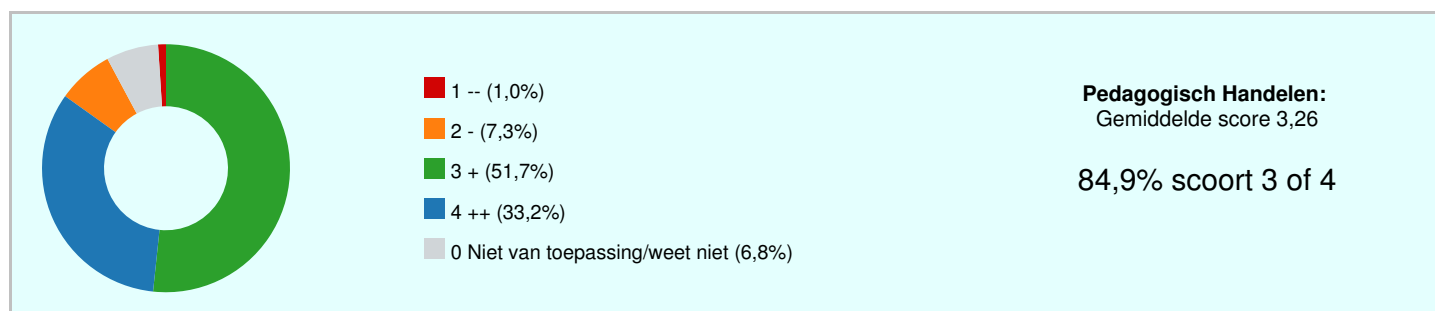 1 -- (1,0%)
2 - (7,3%)
3 + (51,7%)
4 ++ (33,2%)
0 Niet van toepassing/weet niet (6,8%)
Pedagogisch Handelen:
Gemiddelde score 3,26
84,9% scoort 3 of 4